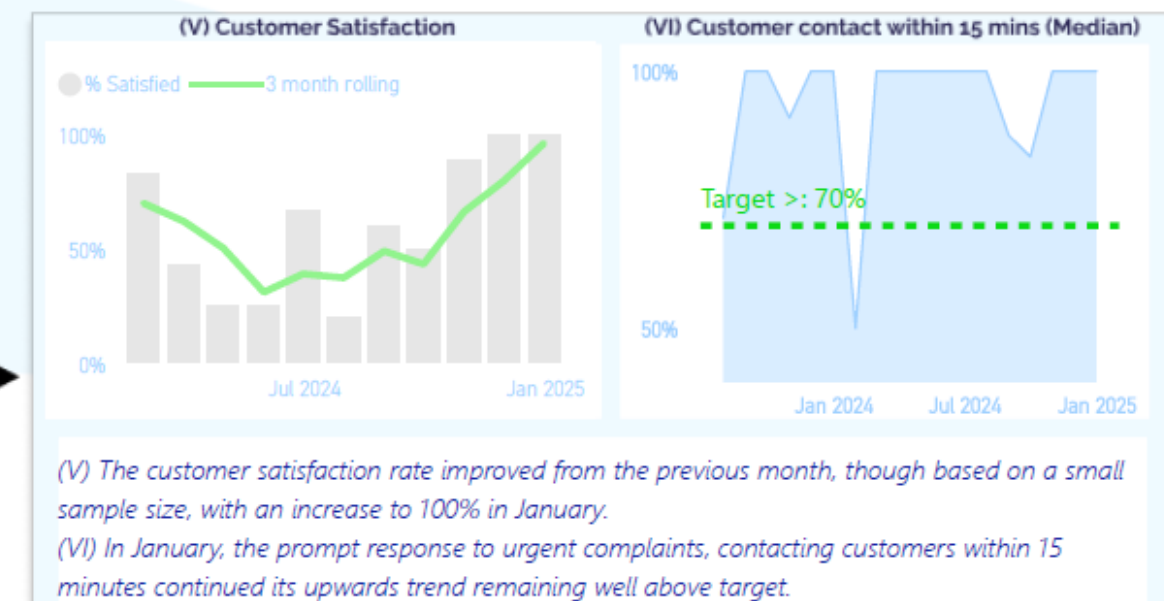 (V) Customer Satisfaction
% Satisfied
3 month rolling
100%
50%
0%
Jul 2024
Jan 2025
(VI) Customer contact within 15 mins (Median)
100%
Target >: 70%
50%
Jan 2024
Jul 2024
Jan 2025
(V) The customer satisfaction rate improved from the previous month, though based on a small
sample size, with an increase to 100% in January.
(VI) In January, the prompt response to urgent complaints, contacting customers within 15
minutes continued its upwards trend remaining well above target.